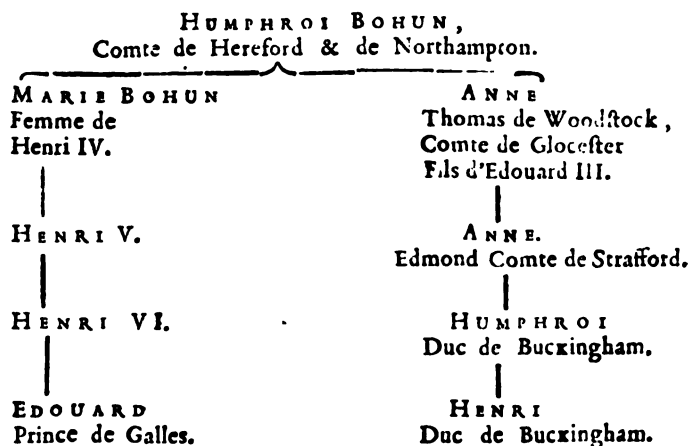 HUMPHROI BOHUN,
Comte de Hereford & de Northampton.
MARIE BOHUN
Femme de
Henri IV.
HENRI V.
HENRI VI.
EDOUARD
Prince de Galles.
ANNE
Thomas de Woodſtock,
Comte de Gloceſter
Fils d'Edouard III.
ANNE.
Edmond Comte de Strafford.
HUMPHROI
Duc de Buckingham.
HENRI
Duc de Buckingham.